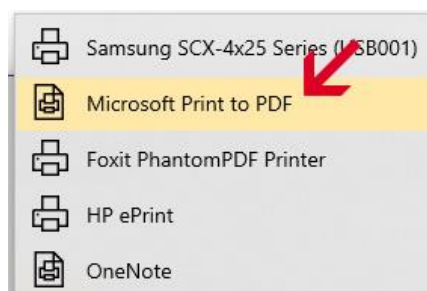 Samsung SCX-4x25 Series (USB001)
Microsoft Print to PDF
Foxit PhantomPDF Printer
HP ePrint
OneNote